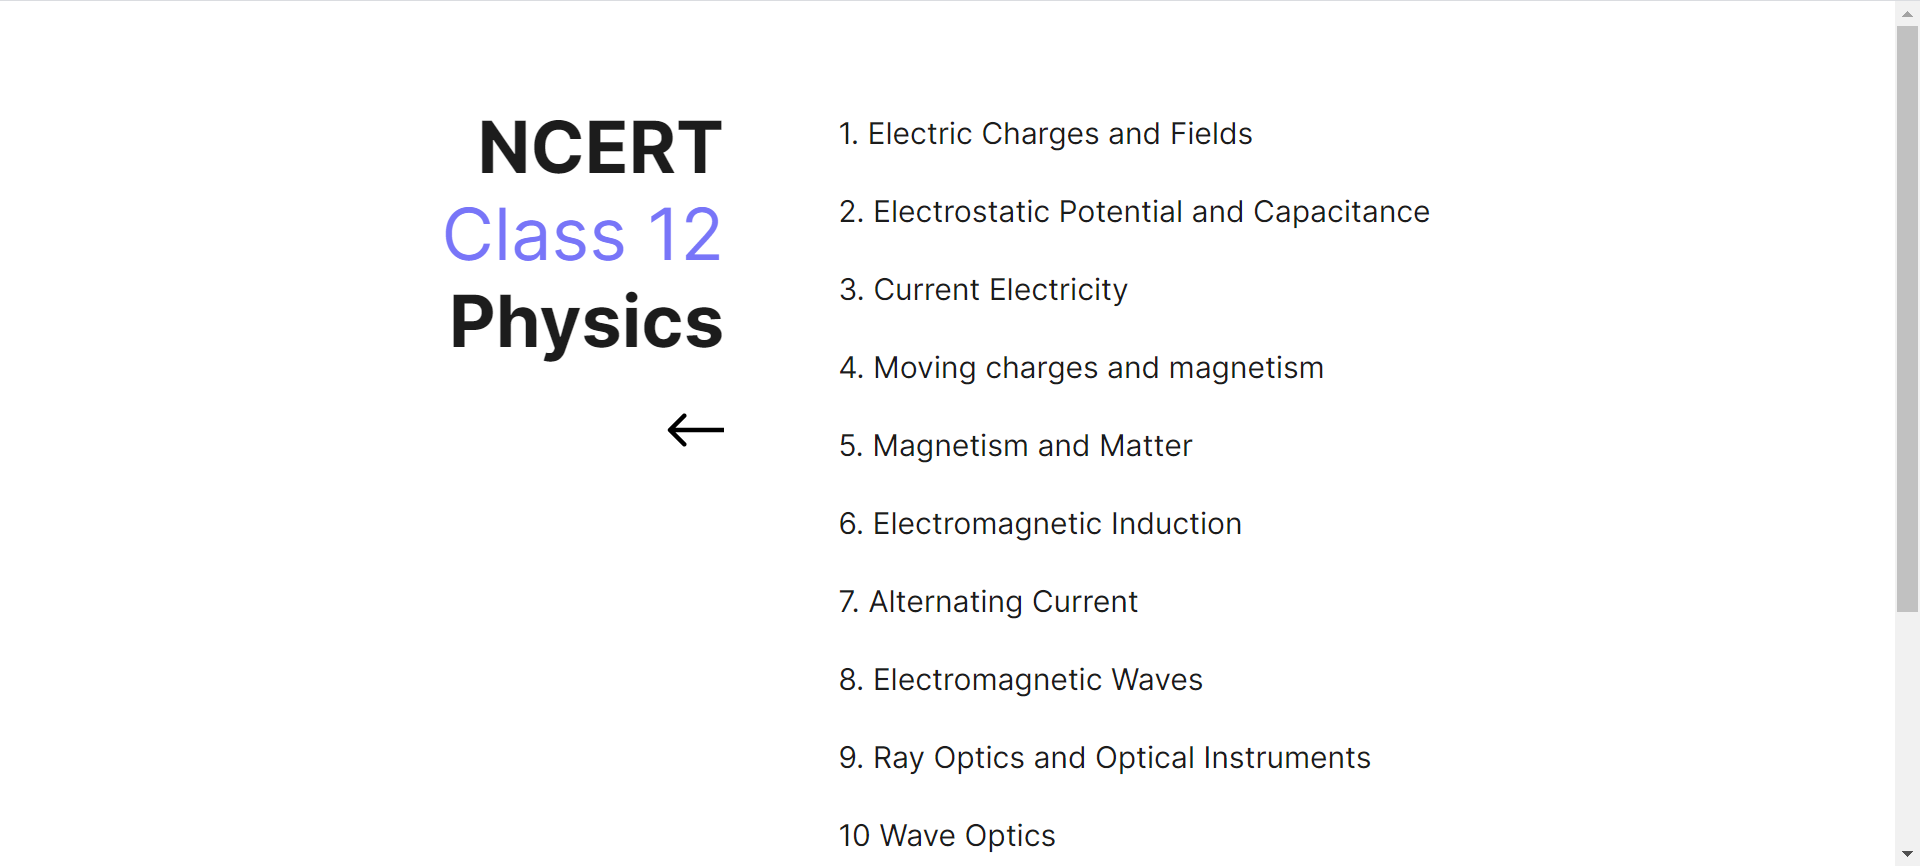 NCERT
Class 12
Physics
1. Electric Charges and Fields
2. Electrostatic Potential and Capacitance
3. Current Electricity
4. Moving charges and magnetism
5. Magnetism and Matter
6. Electromagnetic Induction
7. Alternating Current
8. Electromagnetic Waves
9. Ray Optics and Optical Instruments
10 Wave Optics